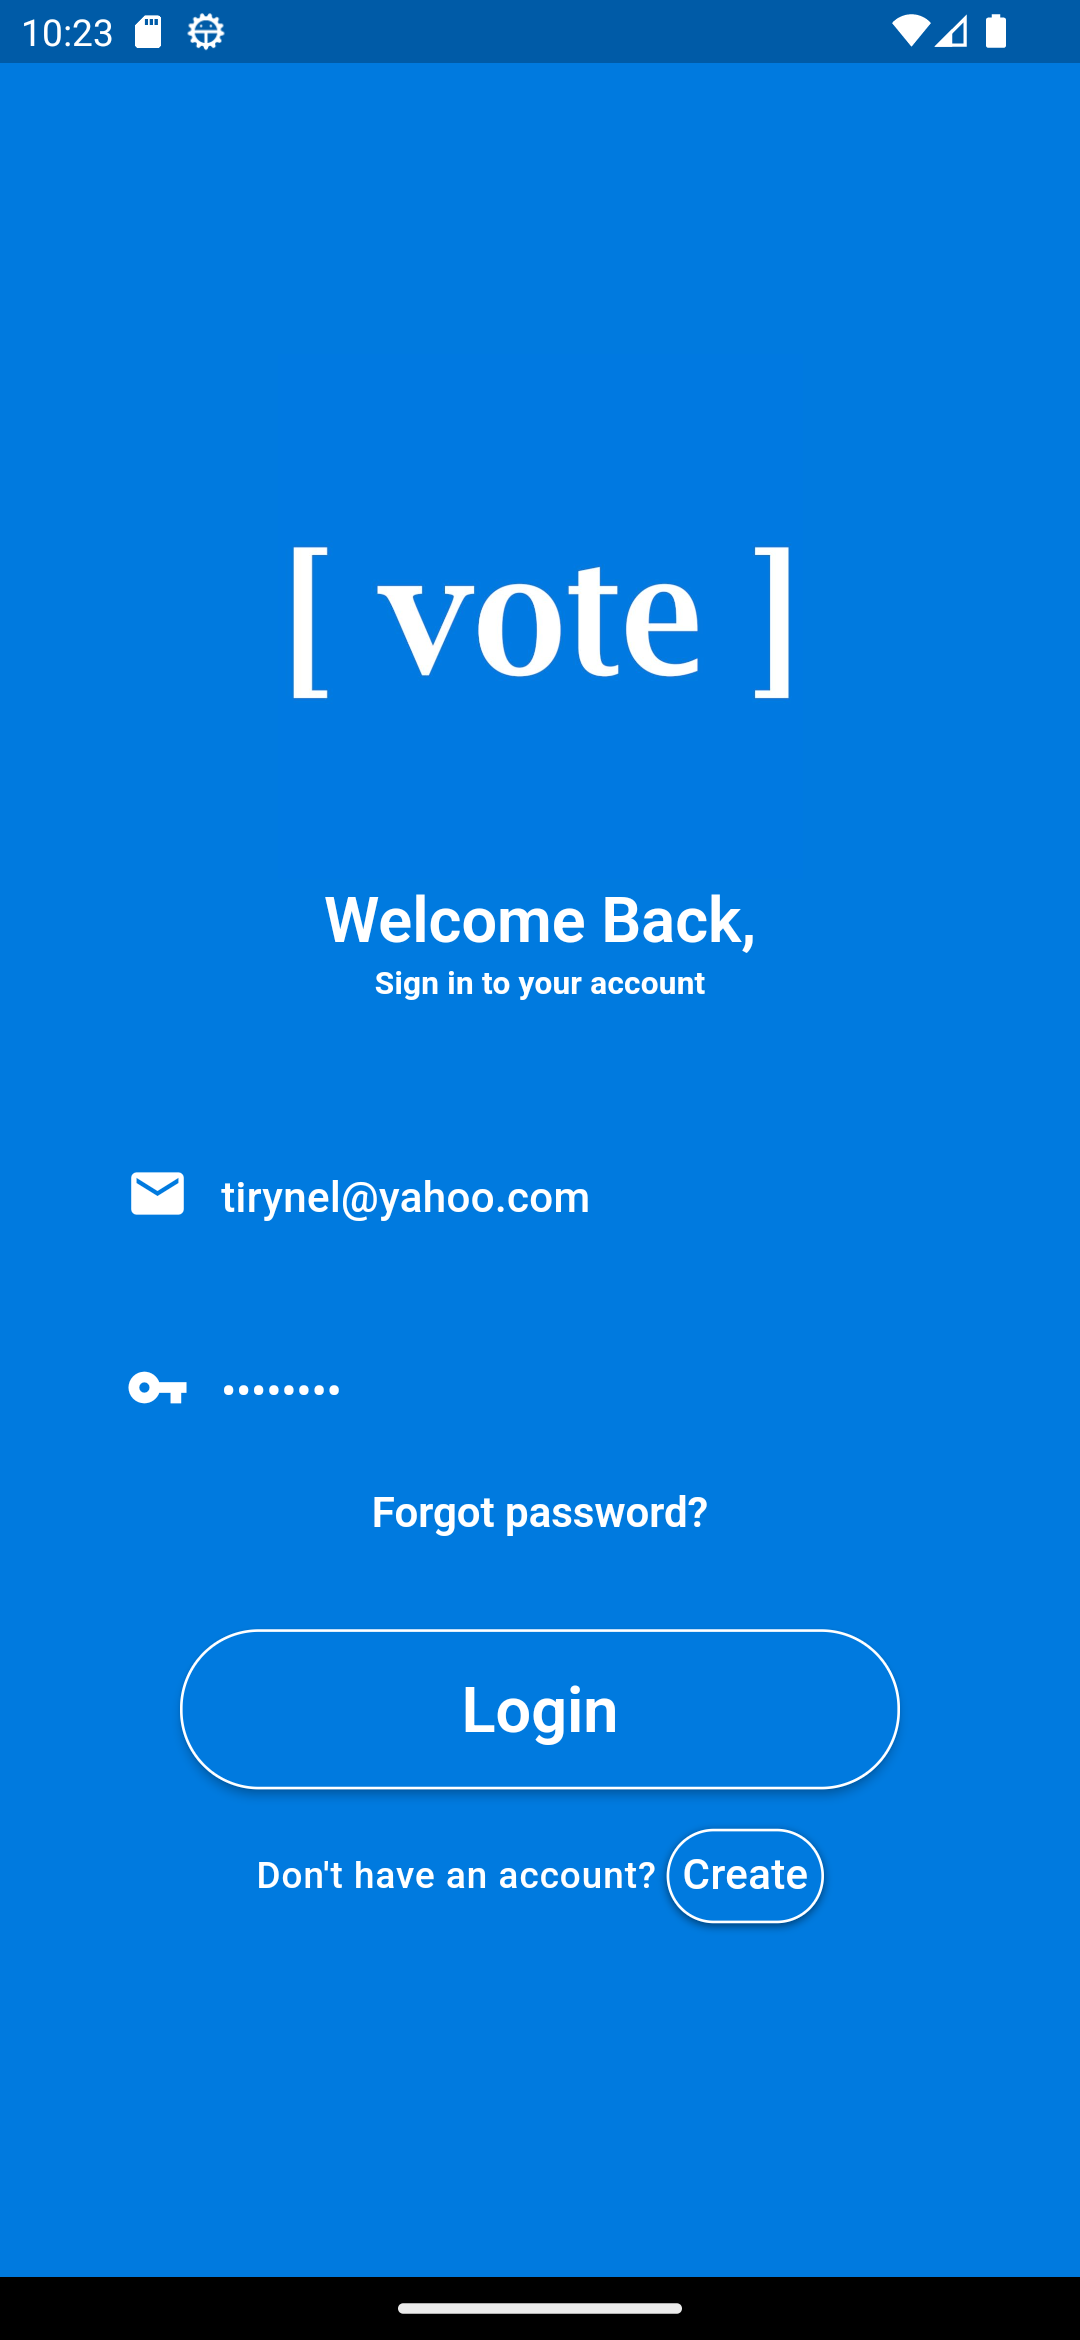 10:23
[ vote ]
Welcome Back,
Sign in to your account
tirynel@yahoo.com
••••••••
Forgot password?
Login
Don't have an account? Create